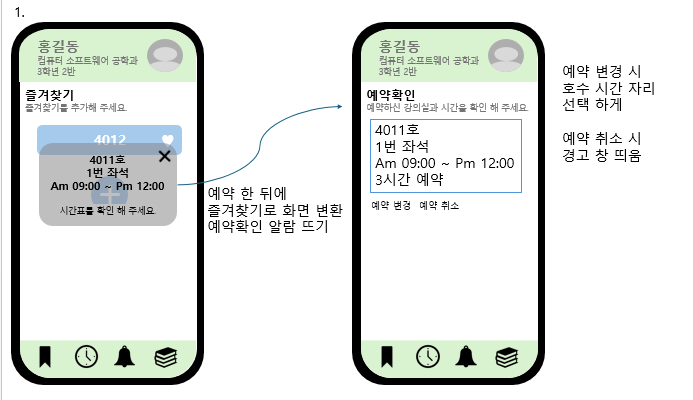 1.
홍길동
컴퓨터 소프트웨어 공학과
3학년 2반
즐겨찾기
즐겨찾기를 추가해 주세요.
4012
4011호
1번 좌석
Am 09:00 ~ Pm 12:00
시간표를 확인 해 주세요.
예약 한 뒤에
즐겨찾기로 화면 변환
예약확인 알람 뜨기
홍길동
컴퓨터 소프트웨어 공학과
3학년 2반
예약확인
예약하신 강의실과 시간을 확인 해 주세요.
4011호
1번 좌석
Am 09:00 ~ Pm 12:00
3시간 예약
예약 변경 예약 취소
예약 변경 시
호수 시간 자리
선택 하게
예약 취소 시
경고 창 띄움